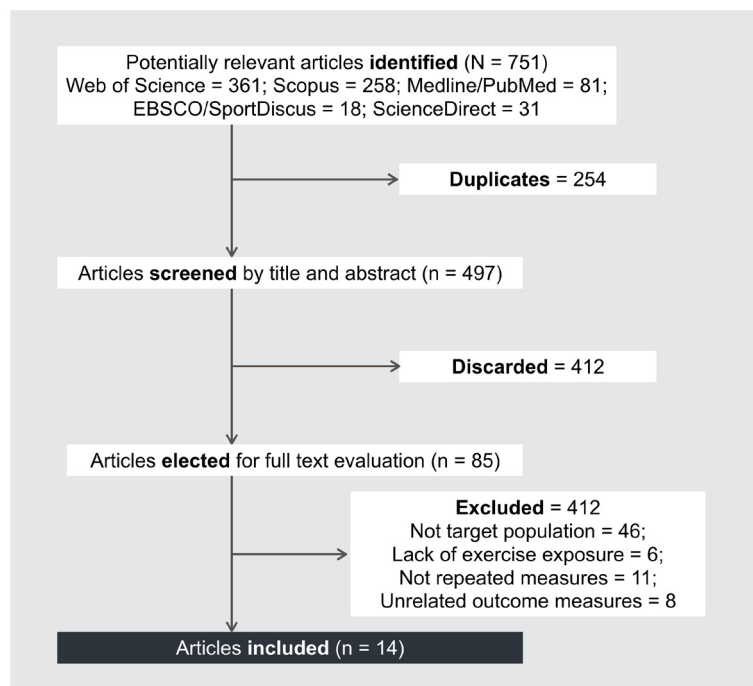 Potentially relevant articles identified (N = 751)
Web of Science = 361; Scopus = 258; Medline/PubMed = 81;
EBSCO/SportDiscus = 18; ScienceDirect = 31
Duplicates = 254
Articles screened by title and abstract (n = 497)
Discarded = 412
Articles elected for full text evaluation (n = 85)
Excluded = 412
Not target population = 46;
Lack of exercise exposure = 6;
Not repeated measures = 11;
Unrelated outcome measures = 8
Articles included (n = 14)